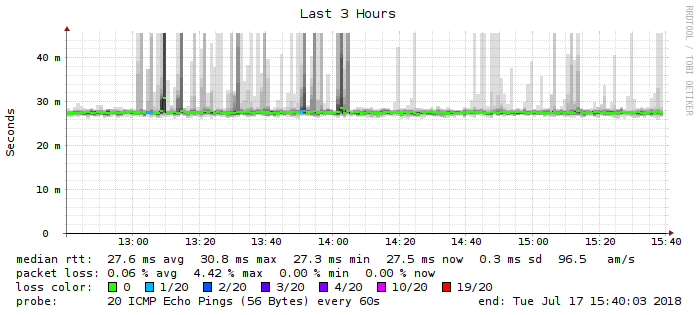 Last 3 Hours
RRDTOOL / TOBI OETIKER
Seconds
40 m
30 m
20 m
10 m
0
13:00 13:20 13:40 14:00 14:20 14:40 15:00 15:20 15:40
median rtt: 27.6 ms avg 30.8 ms max 27.3 ms min 27.5 ms now 0.3 ms sd 96.5 am/s
packet loss: 0.06 % avg 4.42 % max 0.00 % min 0.00 % now
loss color: 0 1/20 2/20 3/20 4/20 10/20 19/20
probe: 20 ICMP Echo Pings (56 Bytes) every 60s end: Tue Jul 17 15:40:03 2018